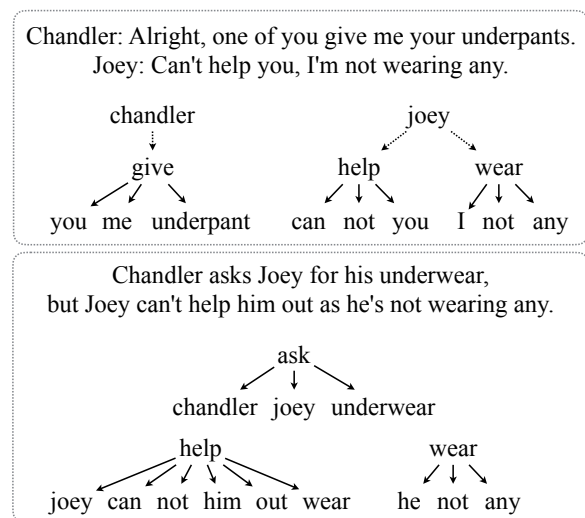 Chandler: Alright, one of you give me your underpants.
Joey: Can't help you, I'm not wearing any.
chandler joey
give help wear
you me underpant can not you I not any
Chandler asks Joey for his underwear,
but Joey can't help him out as he's not wearing any.
ask
chandler joey underwear
help wear
joey can not him out wear he not any